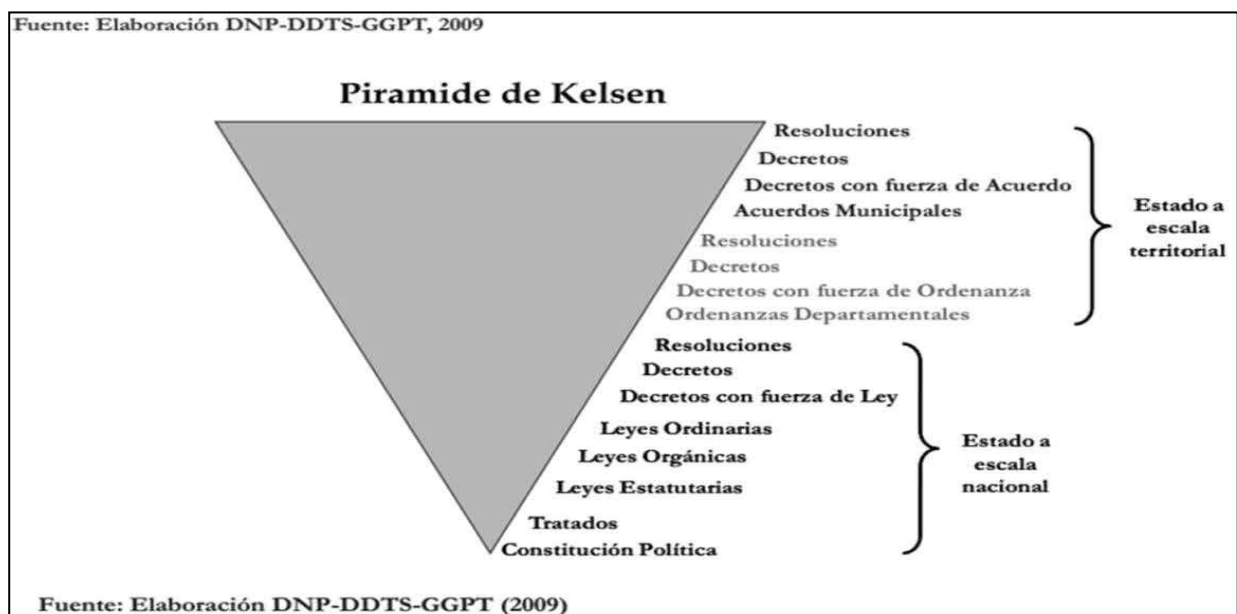 Fuente: Elaboración DNP-DDTS-GGPT, 2009
Piramide de Kelsen
Resoluciones
Decretos
Decretos con fuerza de Acuerdo
Acuerdos Municipales
Resoluciones
Decretos
Decretos con fuerza de Ordenanza
Ordenanzas Departamentales
Estado a
escala
territorial
Resoluciones
Decretos
Decretos con fuerza de Ley
Leyes Ordinarias
Leyes Orgánicas
Leyes Estatutarias
Tratados
Constitución Política
Estado a
escala
nacional
Fuente: Elaboración DNP-DDTS-GGPT (2009)